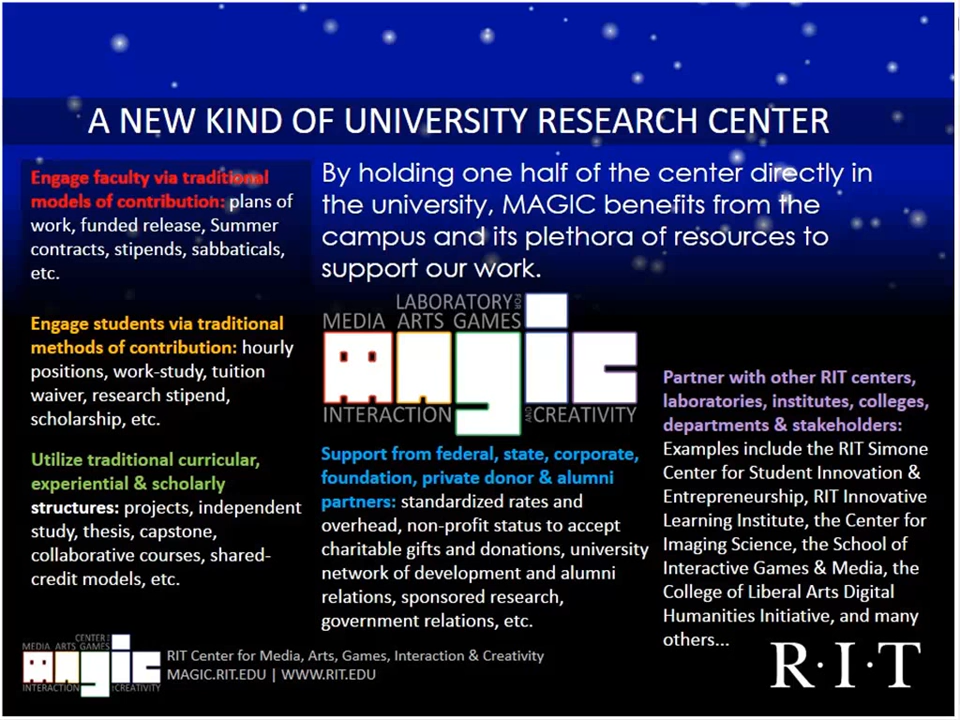 A NEW KIND OF UNIVERSITY RESEARCH CENTER
Engage faculty via traditional
models of contribution: plans of
work, funded release, Summer
contracts, stipends, sabbaticals,
etc.
Engage students via traditional
methods of contribution: hourly
positions, work-study, tuition
waiver, research stipend,
scholarship, etc.
Utilize traditional curricular,
experiential & scholarly
structures: projects, independent
study, thesis, capstone,
collaborative courses, shared-
credit models, etc.
By holding one half of the center directly in
the university, MAGIC benefits from the
campus and its plethora of resources to
support our work.
LABORATORY FOR
MEDIA ARTS GAMES
magic
INTERACTION AND CREATIVITY
Support from federal, state, corporate,
foundation, private donor & alumni
partners: standardized rates and
overhead, non-profit status to accept
charitable gifts and donations, university
network of development and alumni
relations, sponsored research,
government relations, etc.
Partner with other RIT centers,
laboratories, institutes, colleges,
departments & stakeholders:
Examples include the RIT Simone
Center for Student Innovation &
Entrepreneurship, RIT Innovative
Learning Institute, the Center for
Imaging Science, the School of
Interactive Games & Media, the
College of Liberal Arts Digital
Humanities Initiative, and many
others...
CENTER
MEDIA ARTS GAMES
magic
INTERACTION CREATIVITY
RIT Center for Media, Arts, Games, Interaction & Creativity
MAGIC.RIT.EDU | WWW.RIT.EDU
R·I·T